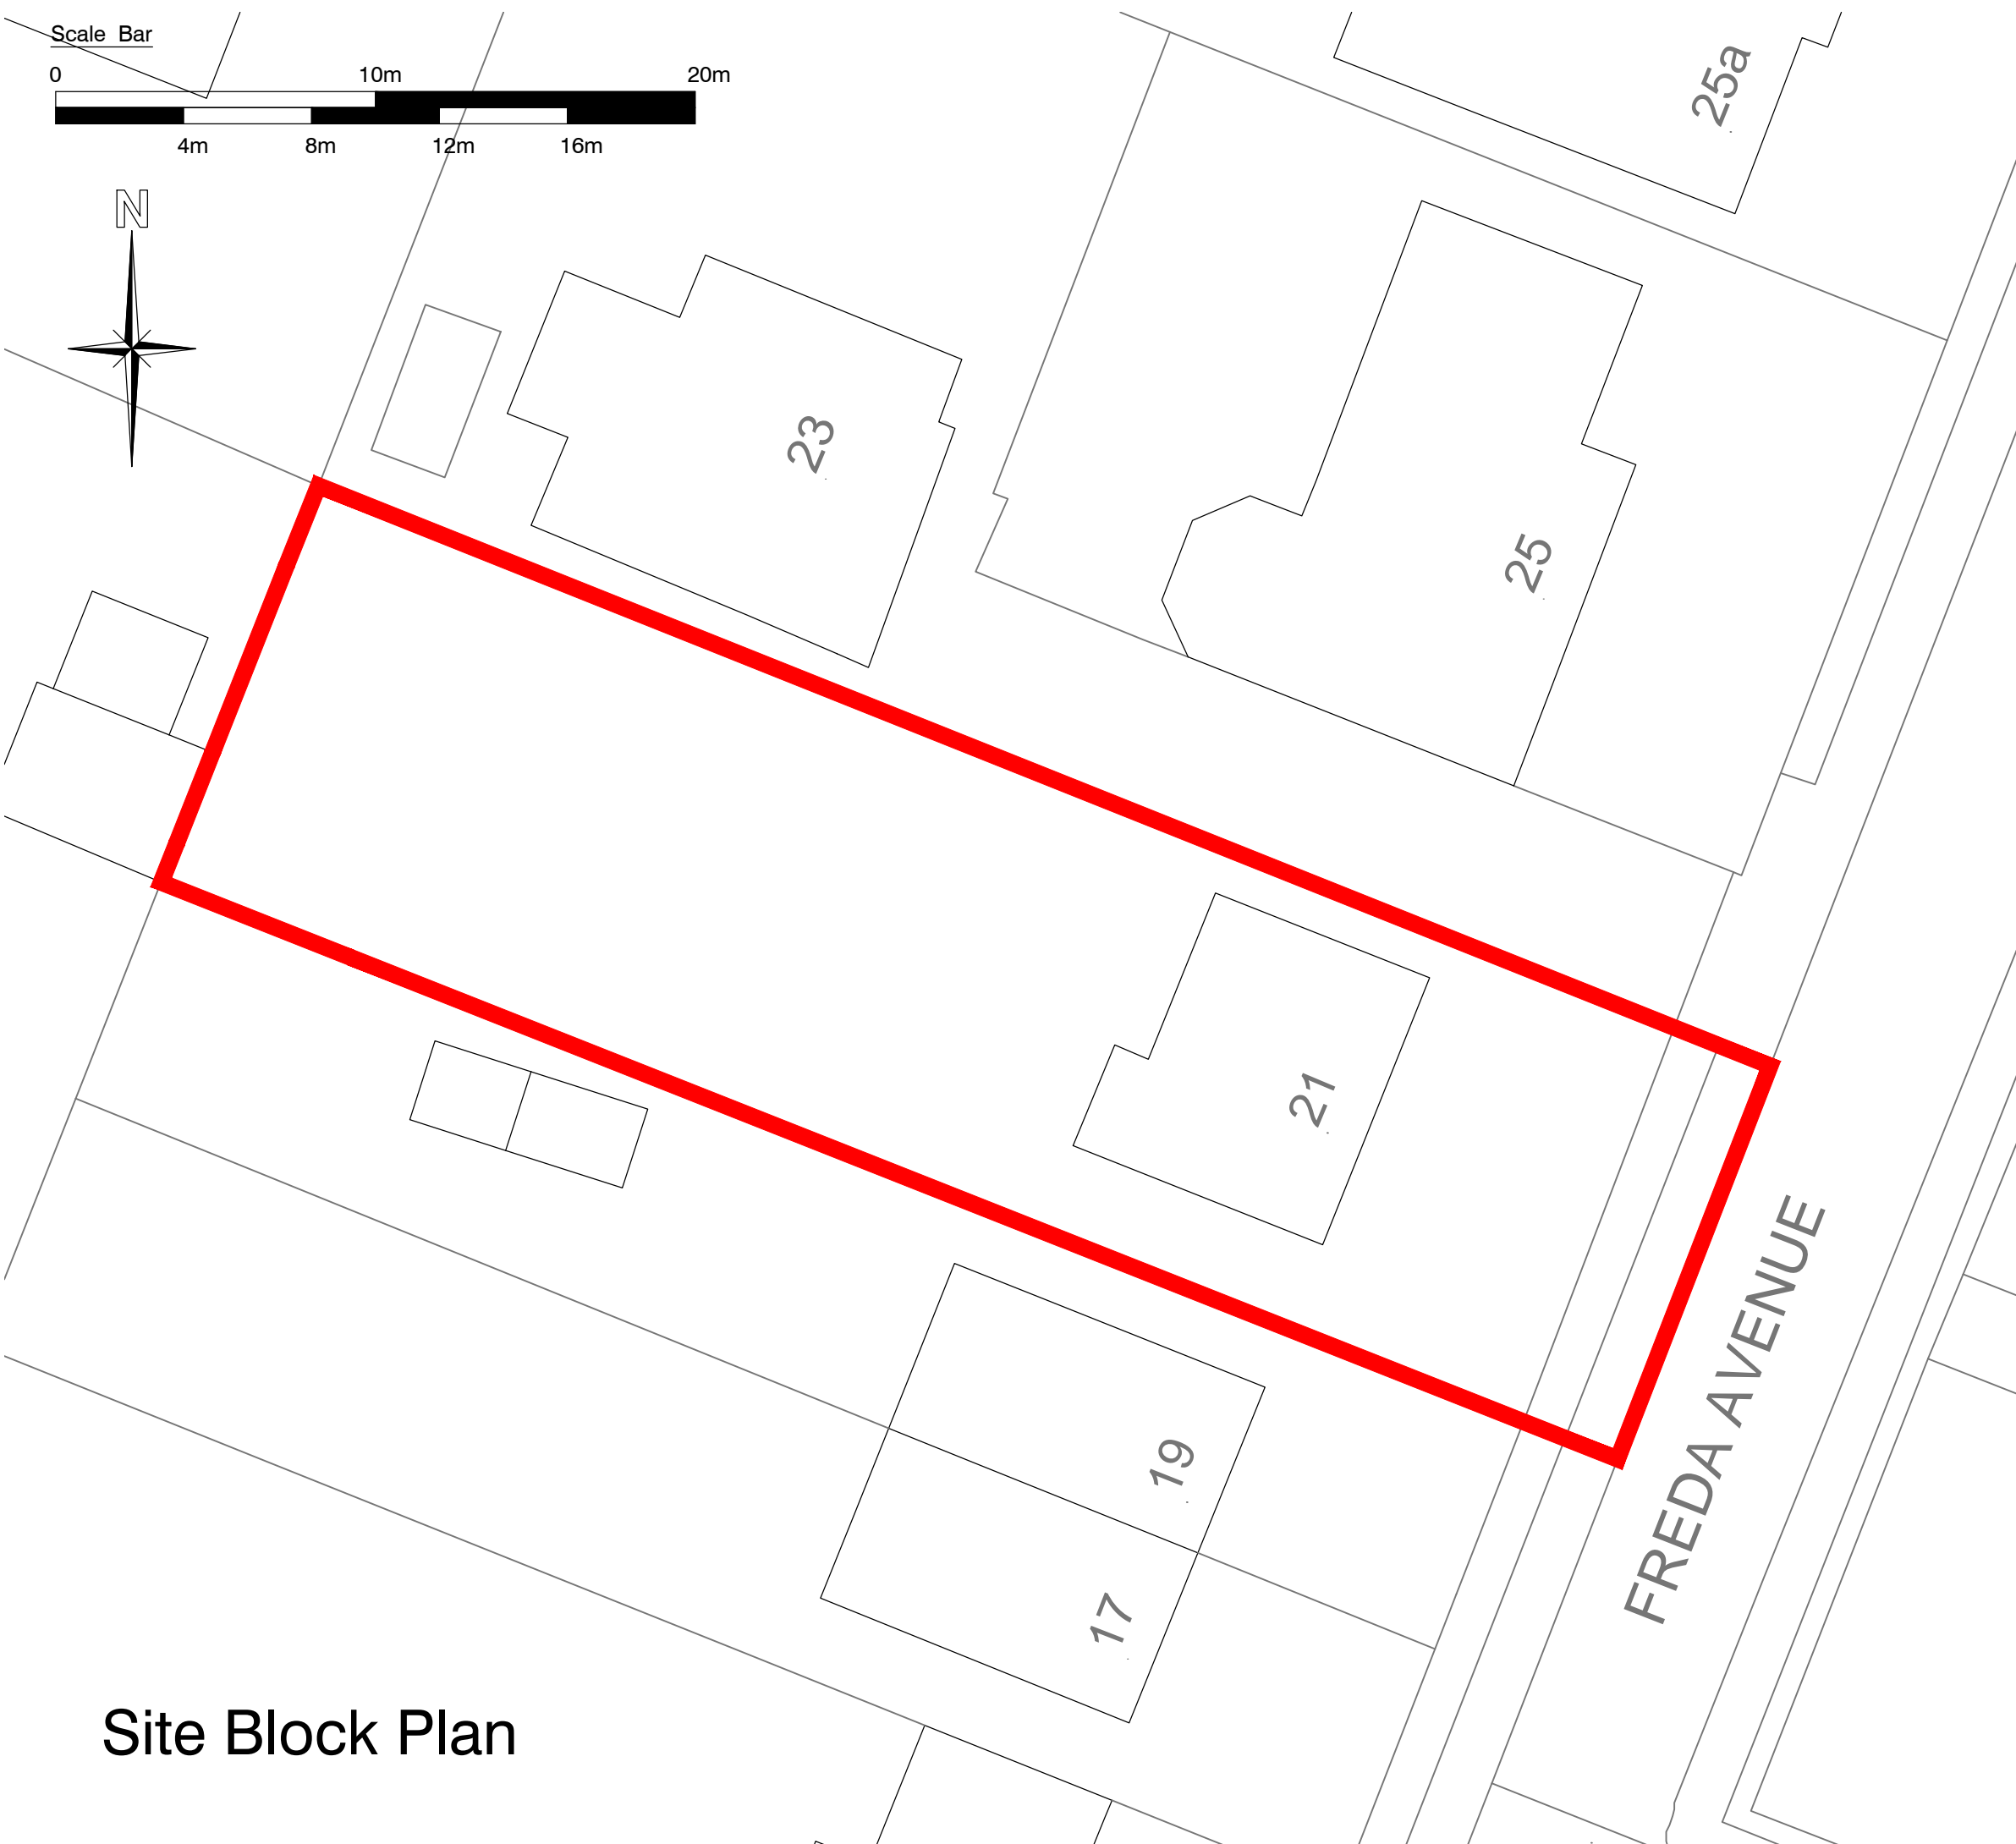 Scale Bar
0 10m 20m
4m 8m 12m 16m
N
25a
23
25
21
FREDA AVENUE
19
17
Site Block Plan